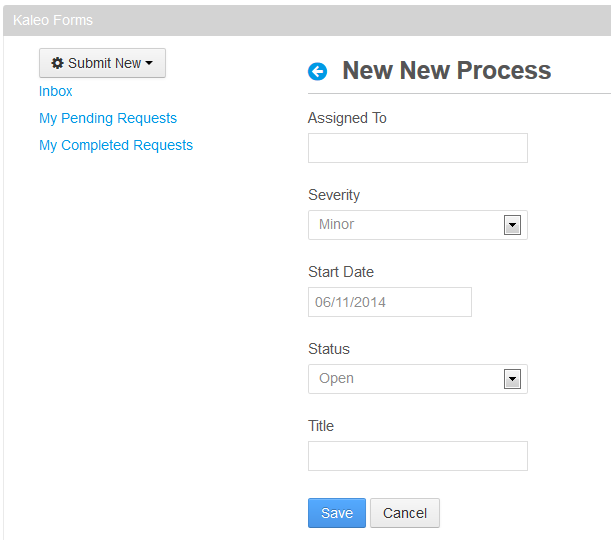 Kaleo Forms
Submit New
Inbox
My Pending Requests
My Completed Requests
New New Process
Assigned To
Severity
Minor
Start Date
06/11/2014
Status
Open
Title
Save Cancel